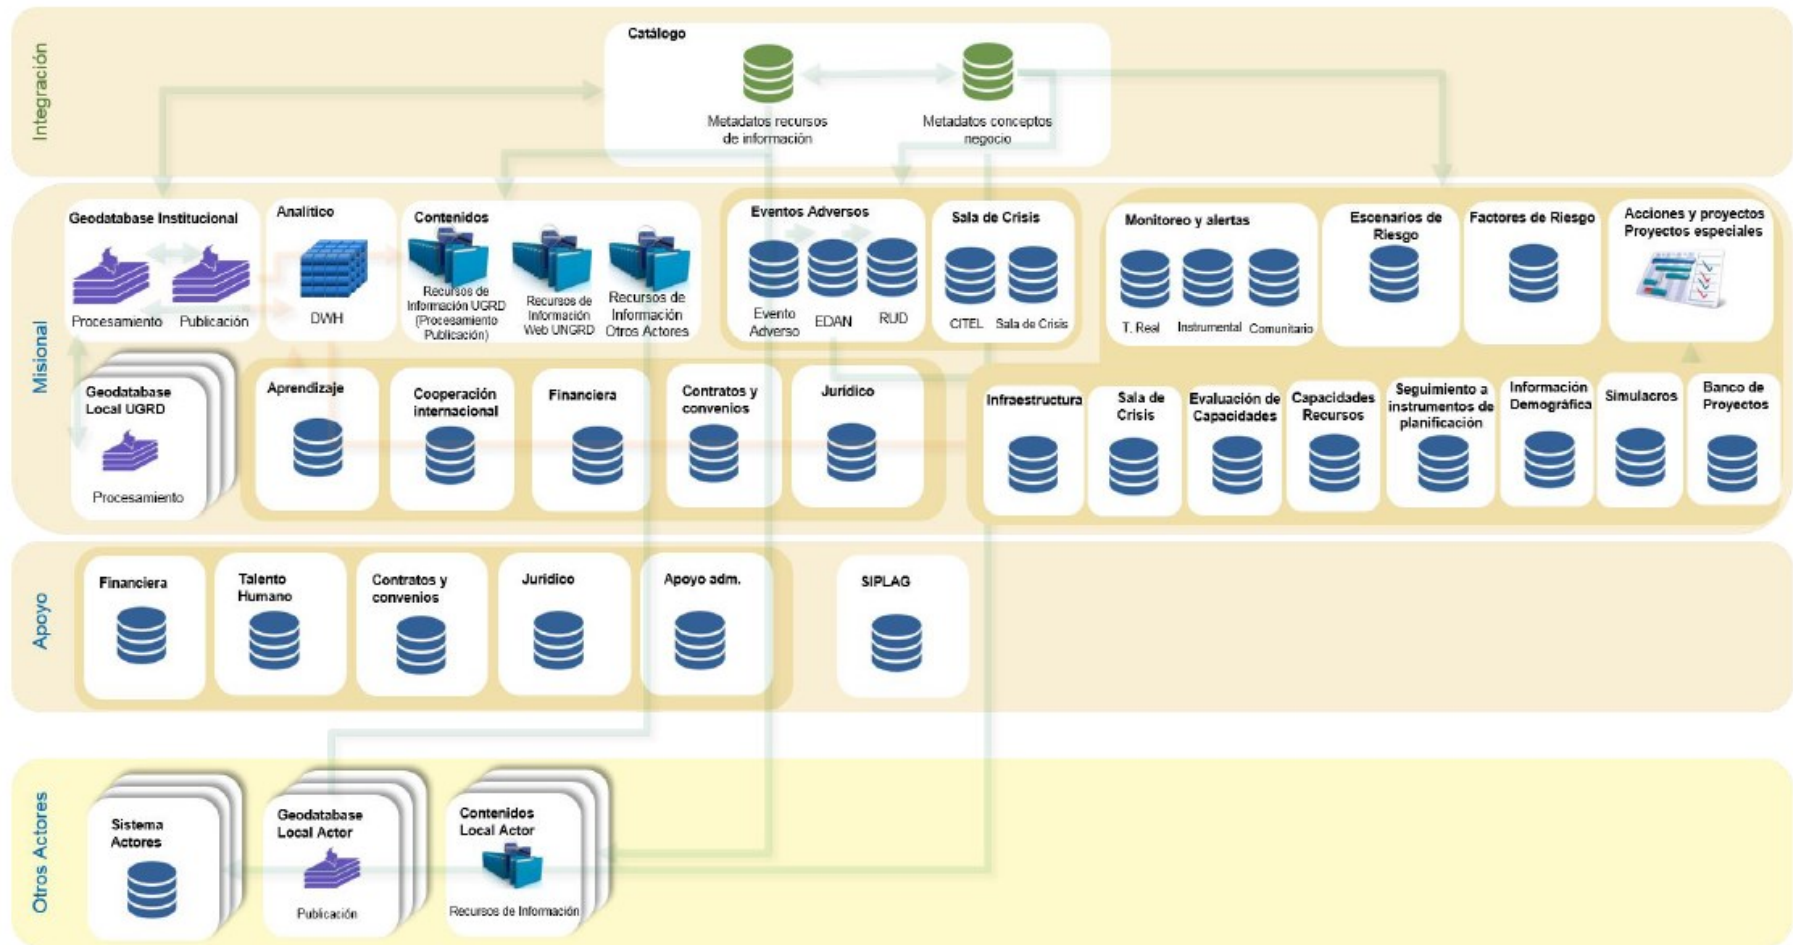 Integración
Catálogo
Metadatos recursos
de información
Metadatos conceptos
negocio
Misional
Geodatabase Institucional
Procesamiento
Publicación
Analítico
DWH
Contenidos
Recursos de
Información UGRD
(Procesamiento
Publicación)
Recursos de
Información
Web UNGRD
Recursos de
Información
Otros Actores
Eventos Adversos
Evento
Adverso
EDAN
RUD
Sala de Crisis
CITEL
Sala de Crisis
Monitoreo y alertas
T. Real
Instrumental
Comunitario
Escenarios de
Riesgo
Factores de Riesgo
Acciones y proyectos
Proyectos especiales
Geodatabase
Local UGRD
Procesamiento
Aprendizaje
Cooperación
internacional
Financiera
Contratos y
convenios
Jurídico
Infraestructura
Sala de
Crisis
Evaluación de
Capacidades
Capacidades
Recursos
Seguimiento a
instrumentos de
planificación
Información
Demográfica
Simulacros
Banco de
Proyectos
Apoyo
Financiera
Talento
Humano
Contratos y
convenios
Jurídico
Apoyo adm.
SIPLAG
Otros Actores
Sistema
Actores
Geodatabase
Local Actor
Publicación
Contenidos
Local Actor
Recursos de Información